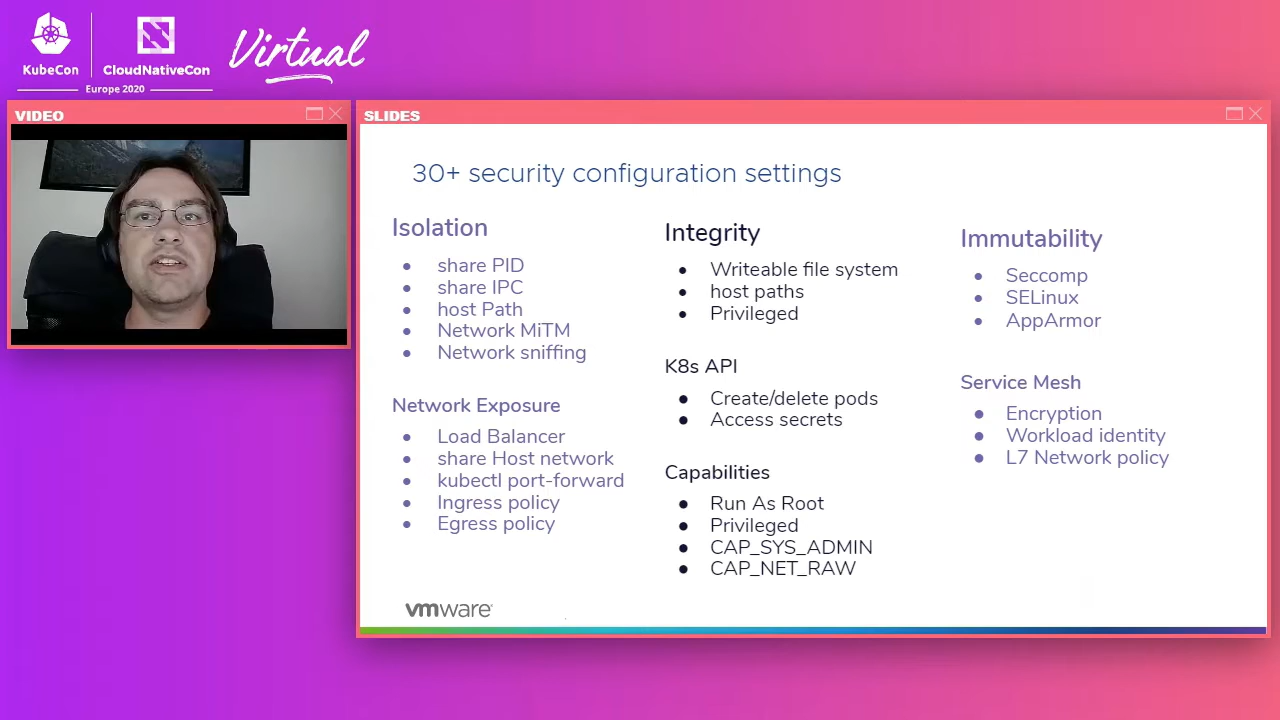 KubeCon
CloudNativeCon
Europe 2020
Virtual
VIDEO
SLIDES
30+ security configuration settings
Isolation
• share PID
• share IPC
• host Path
• Network MiTM
• Network sniffing
Network Exposure
• Load Balancer
• share Host network
• kubectl port-forward
• Ingress policy
• Egress policy
Integrity
• Writeable file system
• host paths
• Privileged
K8s API
• Create/delete pods
• Access secrets
Capabilities
• Run As Root
• Privileged
• CAP_SYS_ADMIN
• CAP_NET_RAW
Immutability
• Seccomp
• SELinux
• AppArmor
Service Mesh
• Encryption
• Workload identity
• L7 Network policy
vmware